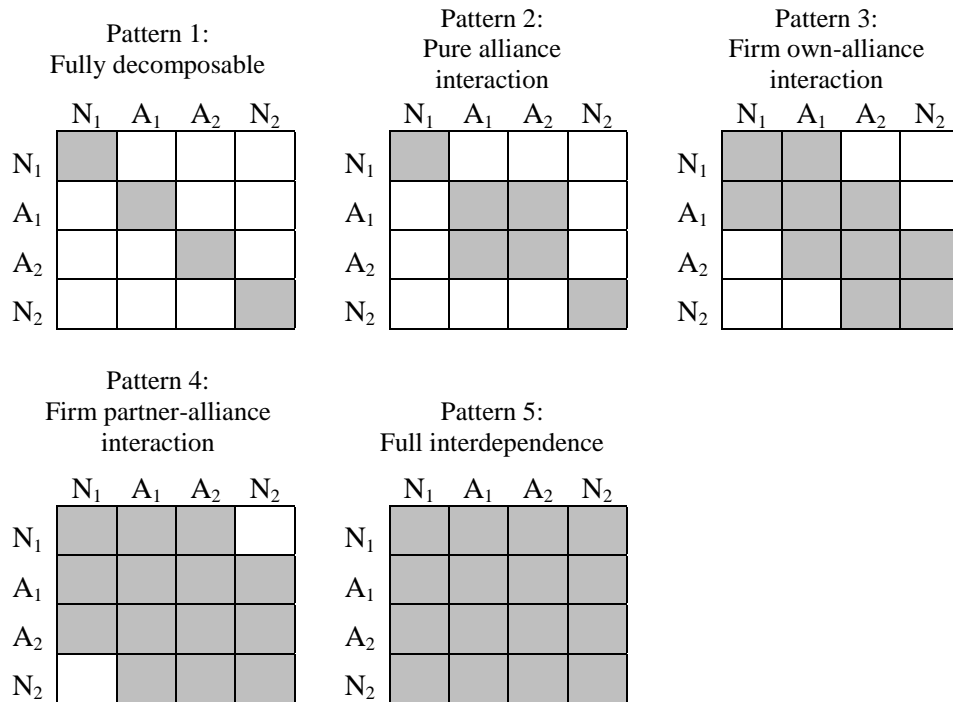 Pattern 1:
Fully decomposable
N₁ A₁ A₂ N₂
N₁
A₁
A₂
N₂
Pattern 2:
Pure alliance
interaction
N₁ A₁ A₂ N₂
N₁
A₁
A₂
N₂
Pattern 3:
Firm own-alliance
interaction
N₁ A₁ A₂ N₂
N₁
A₁
A₂
N₂
Pattern 4:
Firm partner-alliance
interaction
N₁ A₁ A₂ N₂
N₁
A₁
A₂
N₂
Pattern 5:
Full interdependence
N₁ A₁ A₂ N₂
N₁
A₁
A₂
N₂